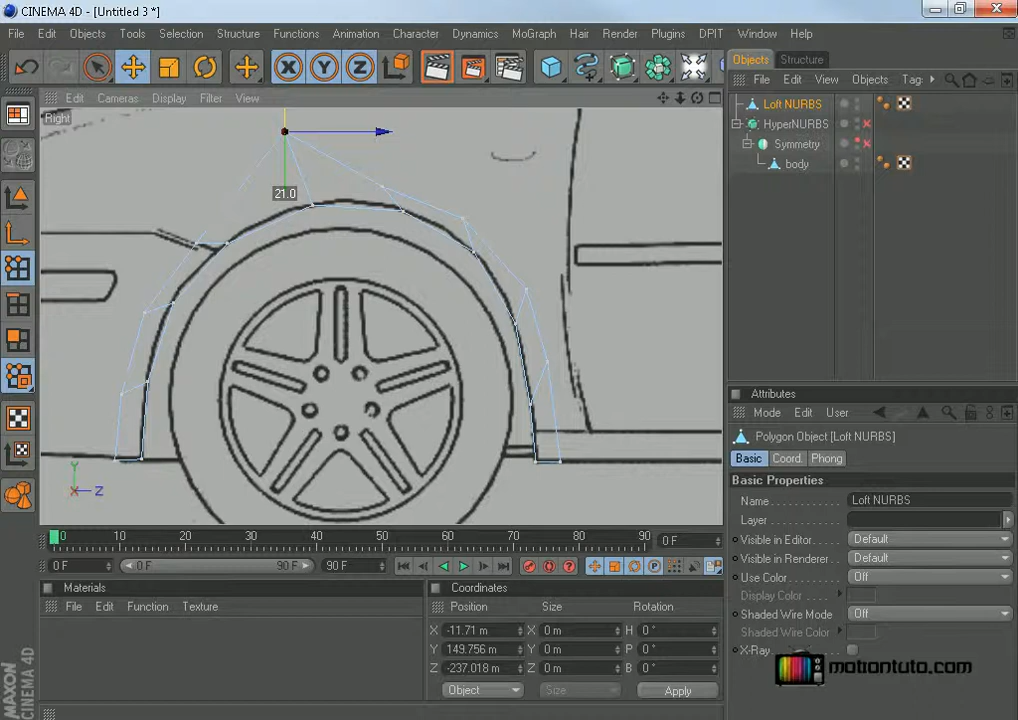 CINEMA 4D - [Untitled 3 *]
File Edit Objects Tools Selection Structure Functions Animation Character Dynamics MoGraph Hair Render Plugins DPIT Window Help
Objects Structure
File Edit View Objects Tag
Edit Cameras Display Filter View
Right
Loft NURBS
HyperNURBS
Symmetry
body
21.0
Y
X Z
Attributes
Mode Edit User
Polygon Object [Loft NURBS]
Basic Coord. Phong
Basic Properties
Name Loft NURBS
Layer
Visible in Editor Default
Visible in Renderer Default
Use Color Off
Display Color
Shaded Wire Mode Off
Shaded Wire Color
X-Ray
0 10 20 30 40 50 60 70 80 90 0 F
0 F 0 F 90 F 90 F
Materials
File Edit Function Texture
Coordinates
Position Size Rotation
X -11.71 m X 0 m H 0 °
Y 149.756 m Y 0 m P 0 °
Z -237.018 m Z 0 m B 0 °
Object Size Apply
MAXON
CINEMA 4D
motiontuto.com